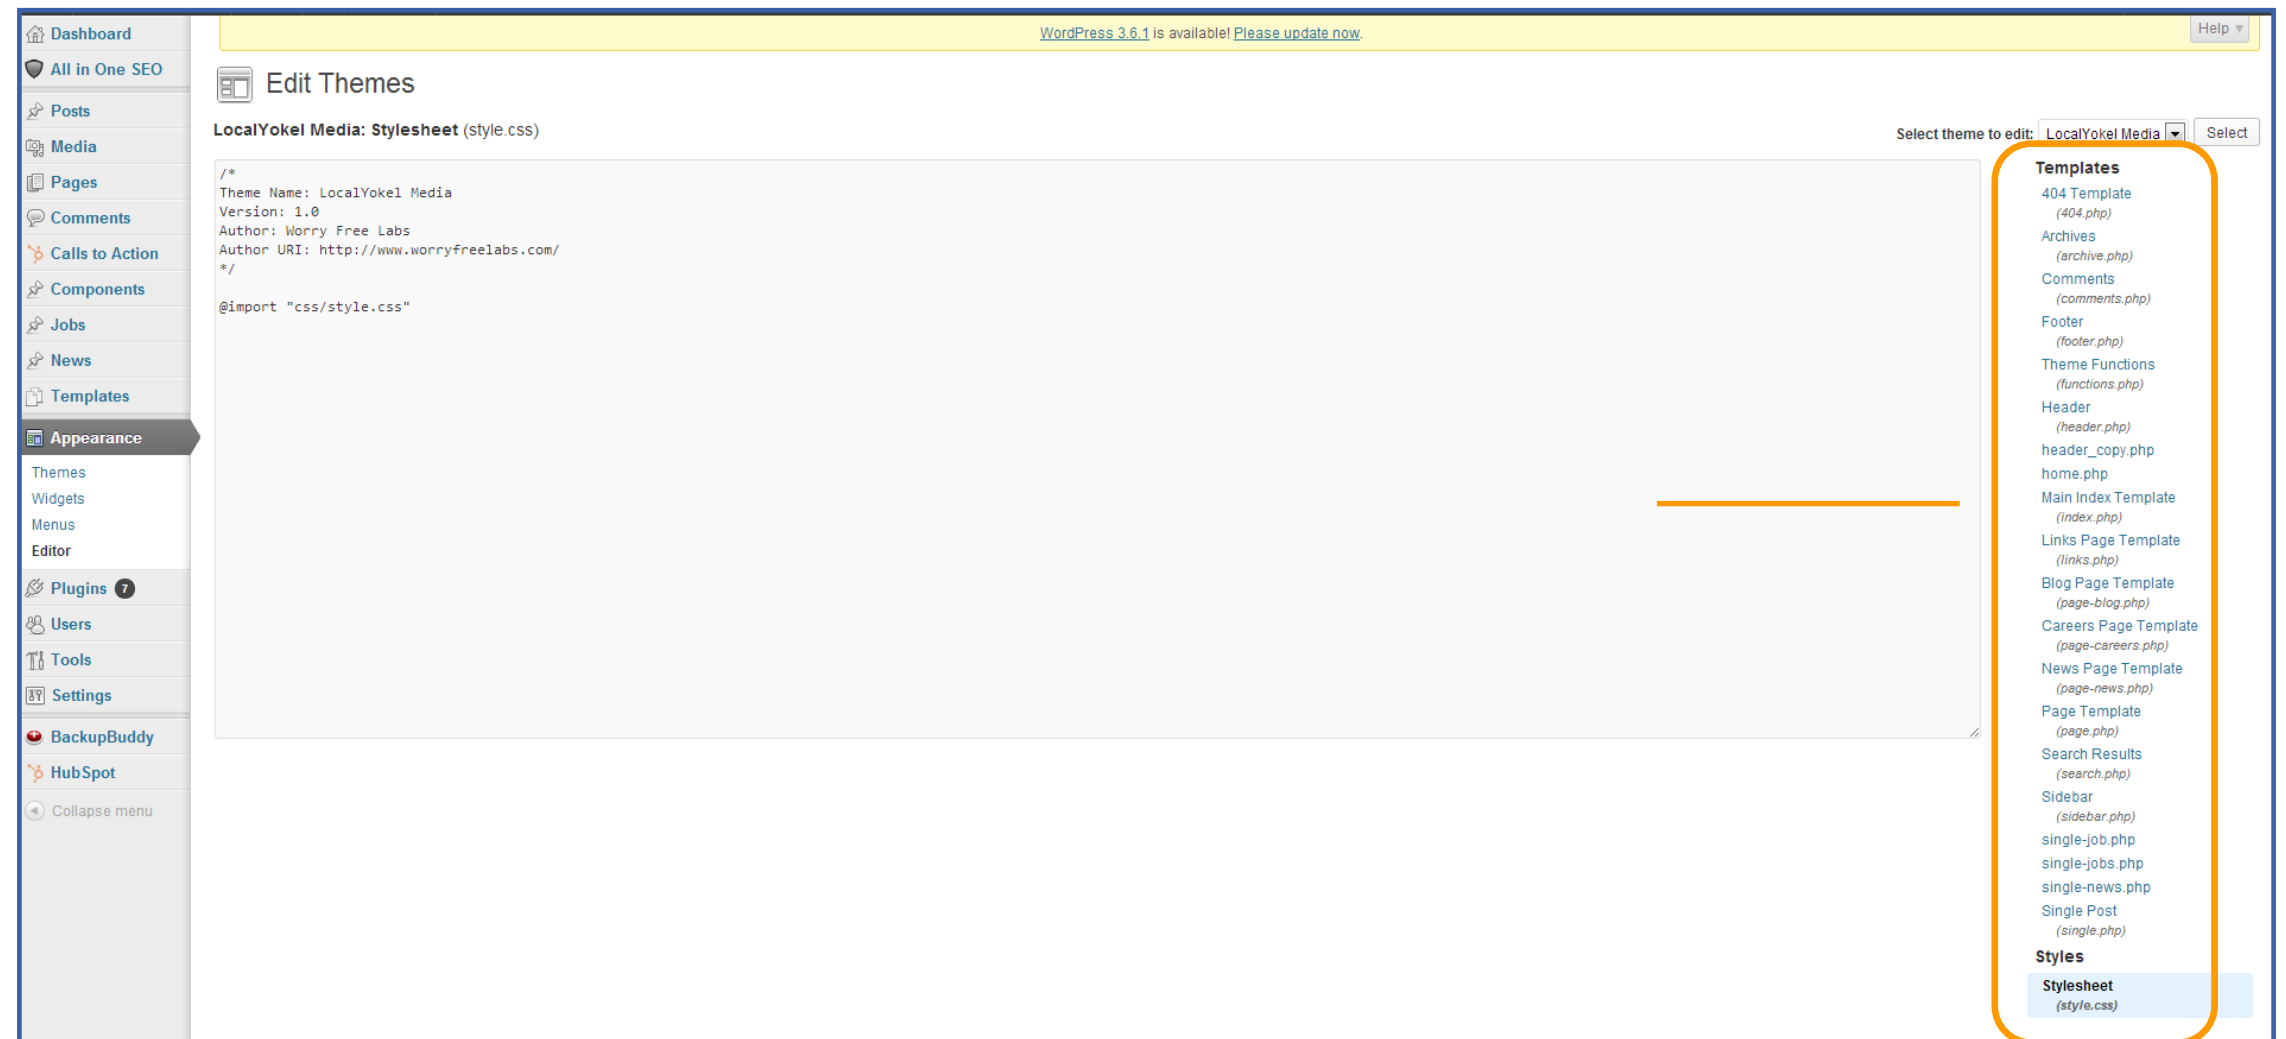 Dashboard
All in One SEO
Posts
Media
Pages
Comments
Calls to Action
Components
Jobs
News
Templates
Appearance
Themes
Widgets
Menus
Editor
Plugins 7
Users
Tools
Settings
BackupBuddy
HubSpot
Collapse menu
WordPress 3.6.1 is available! Please update now.
Help
Edit Themes
LocalYokel Media: Stylesheet (style.css)
Select theme to edit: LocalYokel Media Select
/*
Theme Name: LocalYokel Media
Version: 1.0
Author: Worry Free Labs
Author URI: http://www.worryfreelabs.com/
*/
@import "css/style.css"
Templates
404 Template
(404.php)
Archives
(archive.php)
Comments
(comments.php)
Footer
(footer.php)
Theme Functions
(functions.php)
Header
(header.php)
header_copy.php
home.php
Main Index Template
(index.php)
Links Page Template
(links.php)
Blog Page Template
(page-blog.php)
Careers Page Template
(page-careers.php)
News Page Template
(page-news.php)
Page Template
(page.php)
Search Results
(search.php)
Sidebar
(sidebar.php)
single-job.php
single-jobs.php
single-news.php
Single Post
(single.php)
Styles
Stylesheet
(style.css)